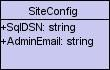 SiteConfig
+SqlDSN: string
+AdminEmail: string